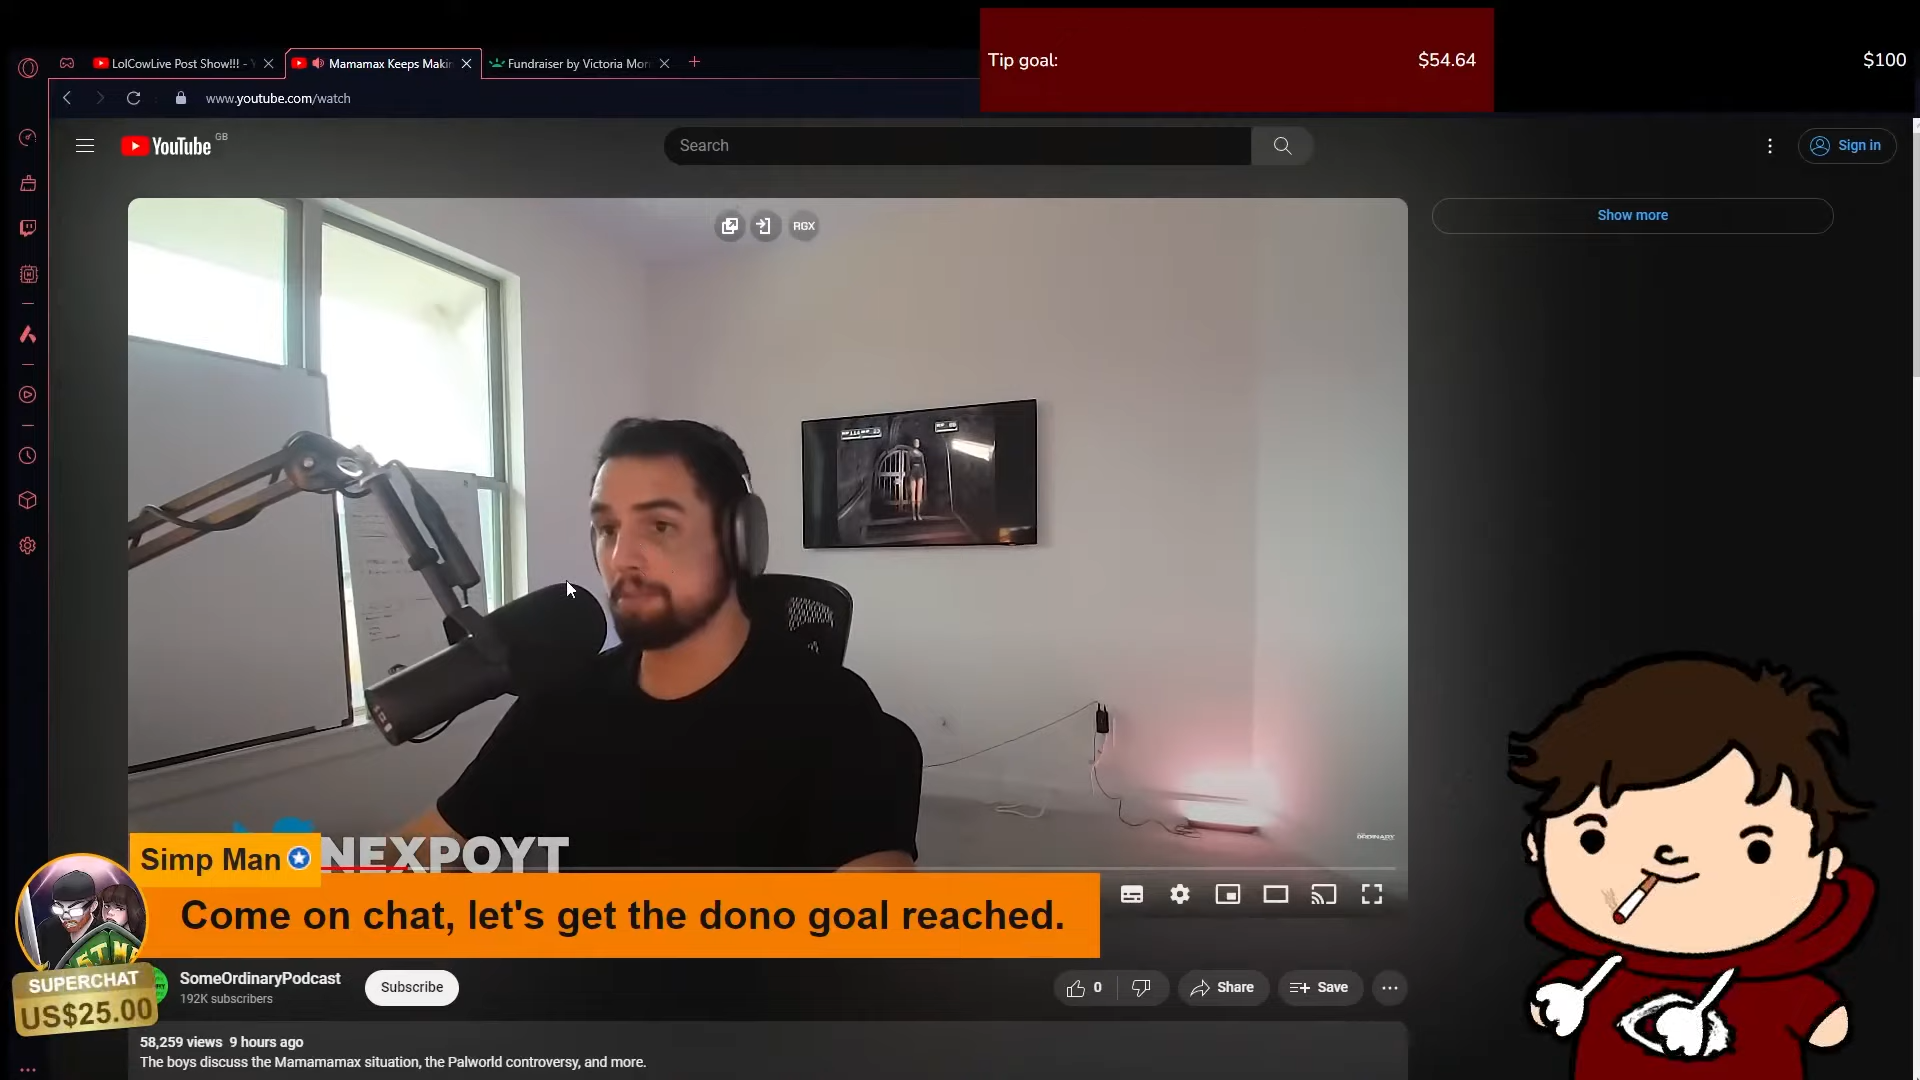 Tip goal:
$54.64
$100
LolCowLive Post Show!!! -
Mamamax Keeps Makin
Fundraiser by Victoria Mor
www.youtube.com/watch
YouTube GB
Search
Sign in
RGX
Show more
NEXPOYT
Simp Man
Come on chat, let's get the dono goal reached.
SUPERCHAT
US$25.00
SomeOrdinaryPodcast
192K subscribers
Subscribe
0
Share
Save
58,259 views 9 hours ago
The boys discuss the Mamamamax situation, the Palworld controversy, and more.